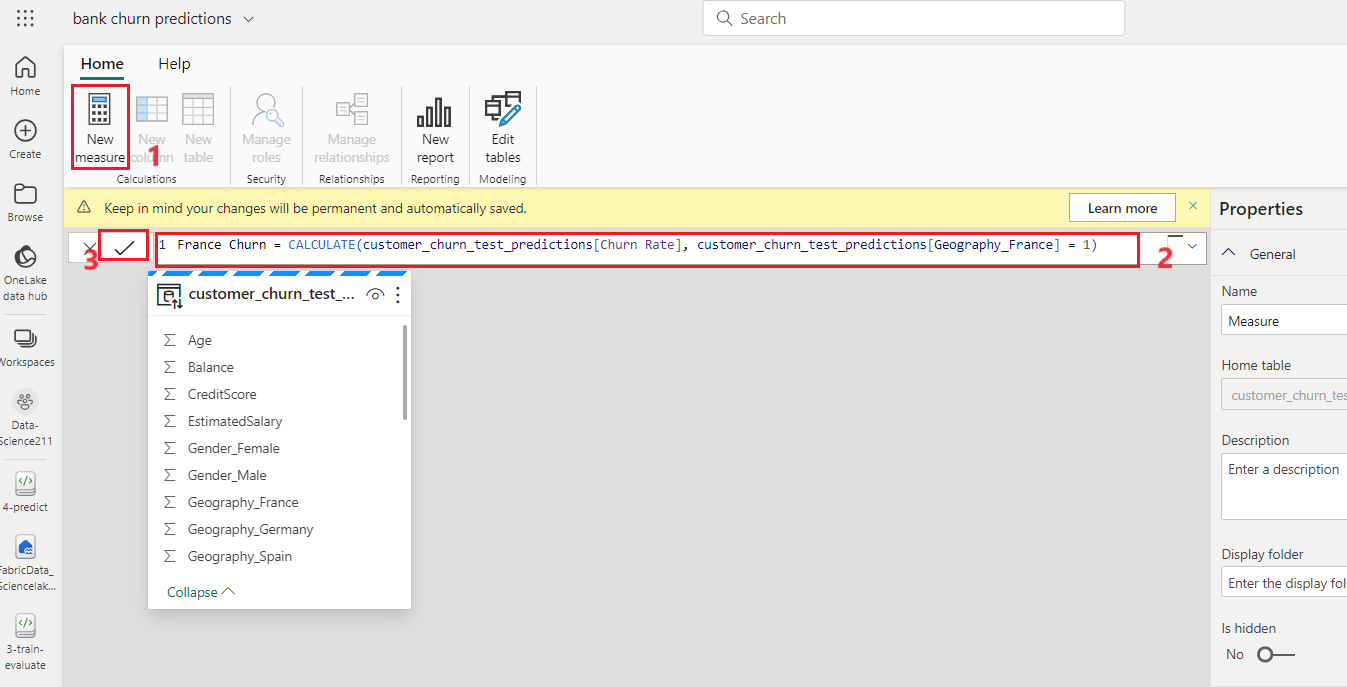 bank churn predictions
Search
Home
Help
New measure
New column
New table
Calculations
Manage roles
Security
Manage relationships
Relationships
New report
Reporting
Edit tables
Modeling
1
Keep in mind your changes will be permanent and automatically saved.
Learn more
3
1 France Churn = CALCULATE(customer_churn_test_predictions[Churn Rate], customer_churn_test_predictions[Geography_France] = 1)
2
customer_churn_test_...
Age
Balance
CreditScore
EstimatedSalary
Gender_Female
Gender_Male
Geography_France
Geography_Germany
Geography_Spain
Collapse
Properties
General
Name
Measure
Home table
customer_churn_tes
Description
Enter a description
Display folder
Enter the display fol
Is hidden
No
Home
Create
Browse
OneLake
data hub
Workspaces
Data-
Science211
4-predict
FabricData_
Sciencelak...
3-train-
evaluate